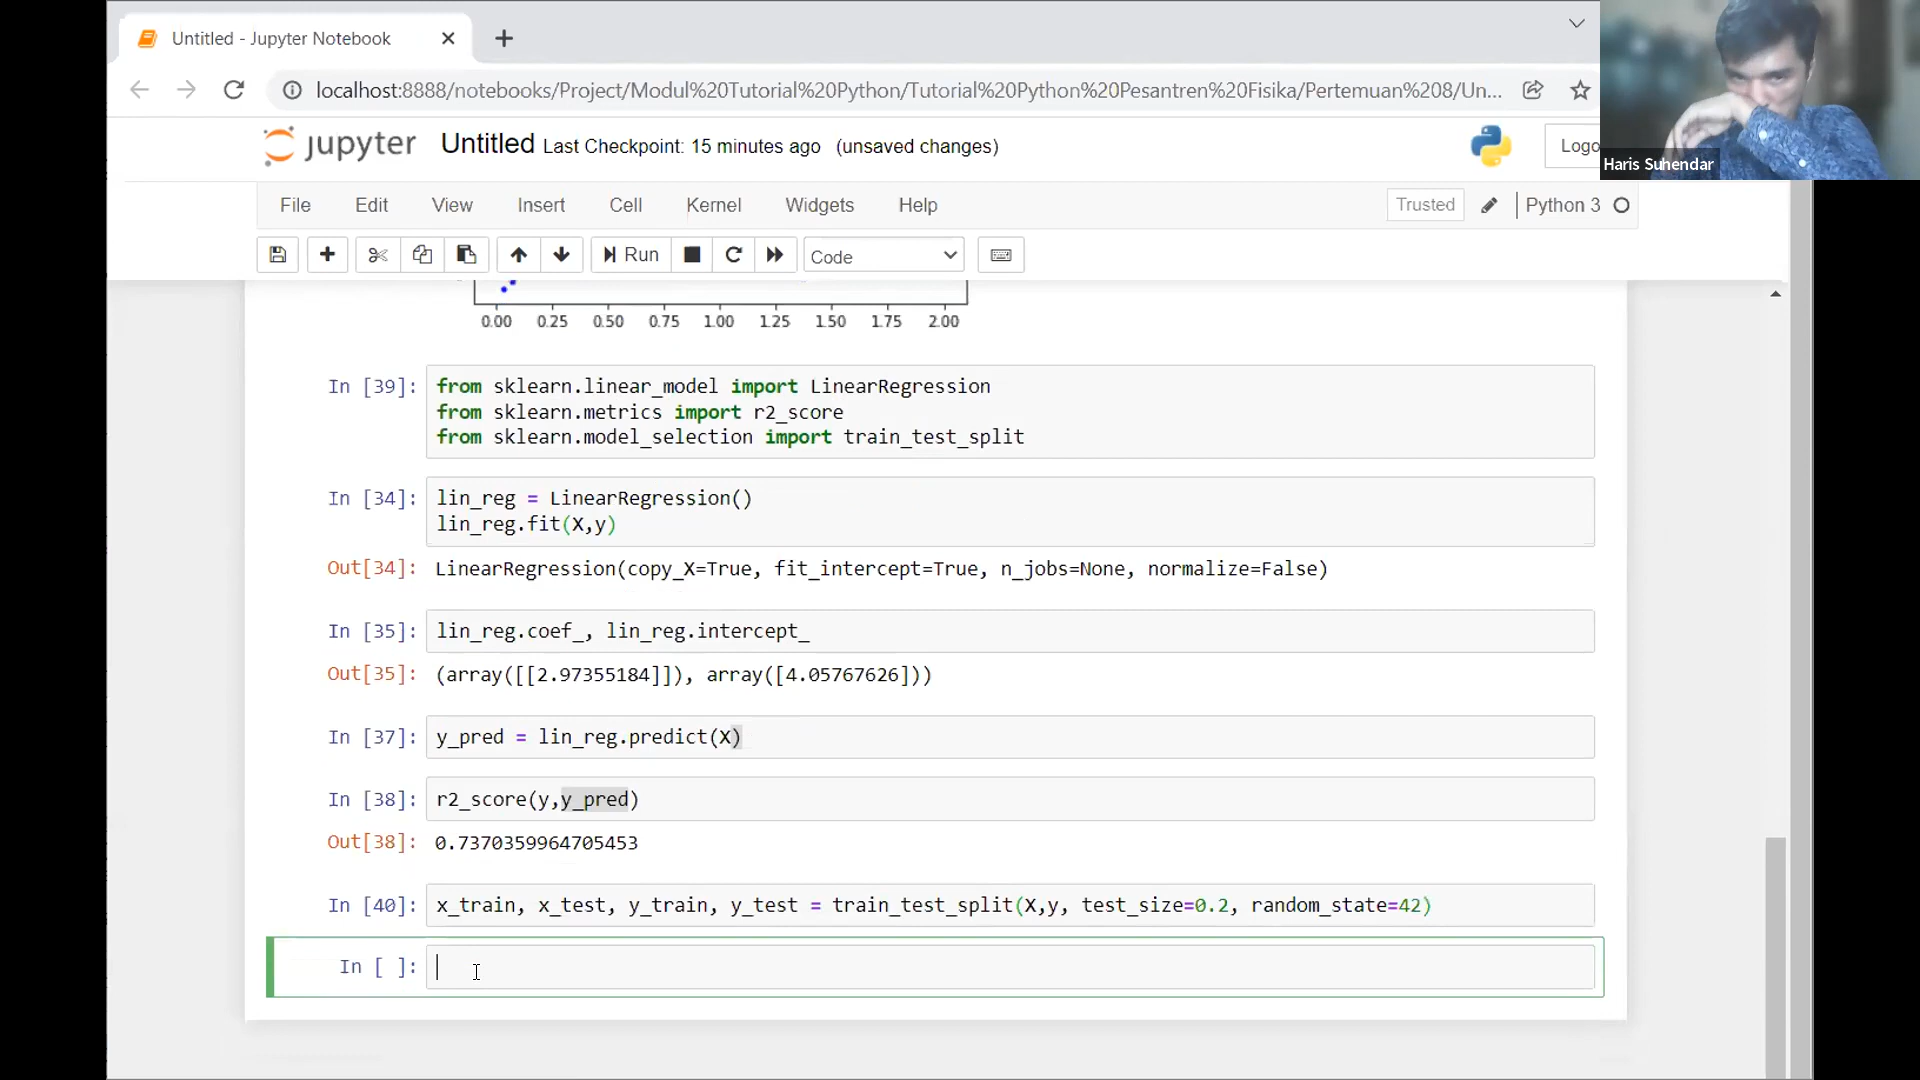 Untitled - Jupyter Notebook
localhost:8888/notebooks/Project/Modul%20Tutorial%20Python/Tutorial%20Python%20Pesantren%20Fisika/Pertemuan%208/Un...
jupyter Untitled Last Checkpoint: 15 minutes ago (unsaved changes)
Logo
Haris Suhendar
File Edit View Insert Cell Kernel Widgets Help Trusted Python 3
Run Code
0.00 0.25 0.50 0.75 1.00 1.25 1.50 1.75 2.00
In [39]: from sklearn.linear_model import LinearRegression
from sklearn.metrics import r2_score
from sklearn.model_selection import train_test_split
In [34]: lin_reg = LinearRegression()
lin_reg.fit(X,y)
Out[34]: LinearRegression(copy_X=True, fit_intercept=True, n_jobs=None, normalize=False)
In [35]: lin_reg.coef_, lin_reg.intercept_
Out[35]: (array([[2.97355184]]), array([4.05767626]))
In [37]: y_pred = lin_reg.predict(X)
In [38]: r2_score(y,y_pred)
Out[38]: 0.7370359964705453
In [40]: x_train, x_test, y_train, y_test = train_test_split(X,y, test_size=0.2, random_state=42)
In [ ]: